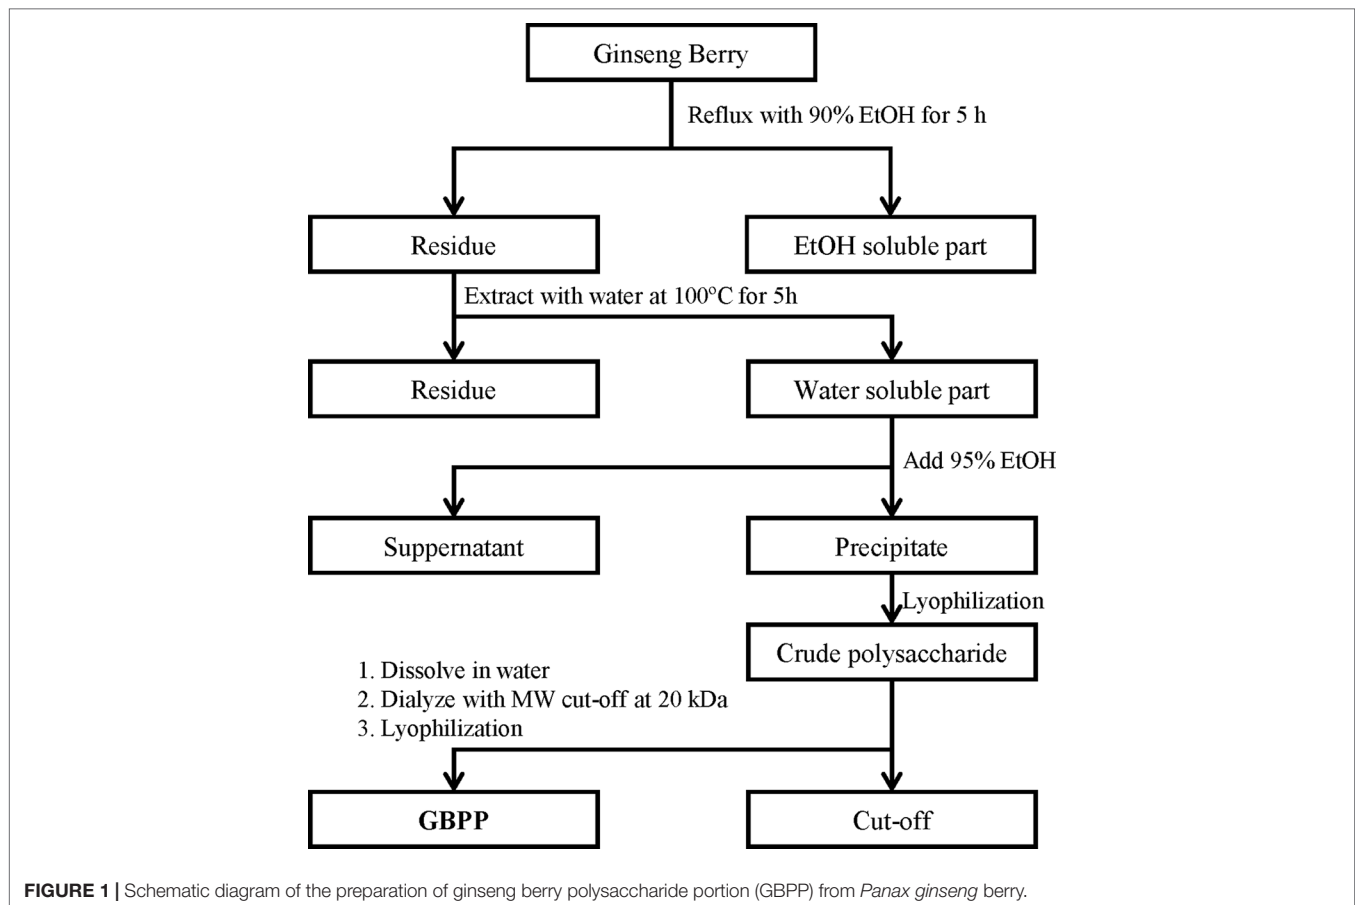 Ginseng Berry
Reflux with 90% EtOH for 5 h
Residue
EtOH soluble part
Extract with water at 100°C for 5h
Residue
Water soluble part
Add 95% EtOH
Suppernatant
Precipitate
Lyophilization
Crude polysaccharide
1. Dissolve in water
2. Dialyze with MW cut-off at 20 kDa
3. Lyophilization
GBPP
Cut-off
FIGURE 1 | Schematic diagram of the preparation of ginseng berry polysaccharide portion (GBPP) from Panax ginseng berry.